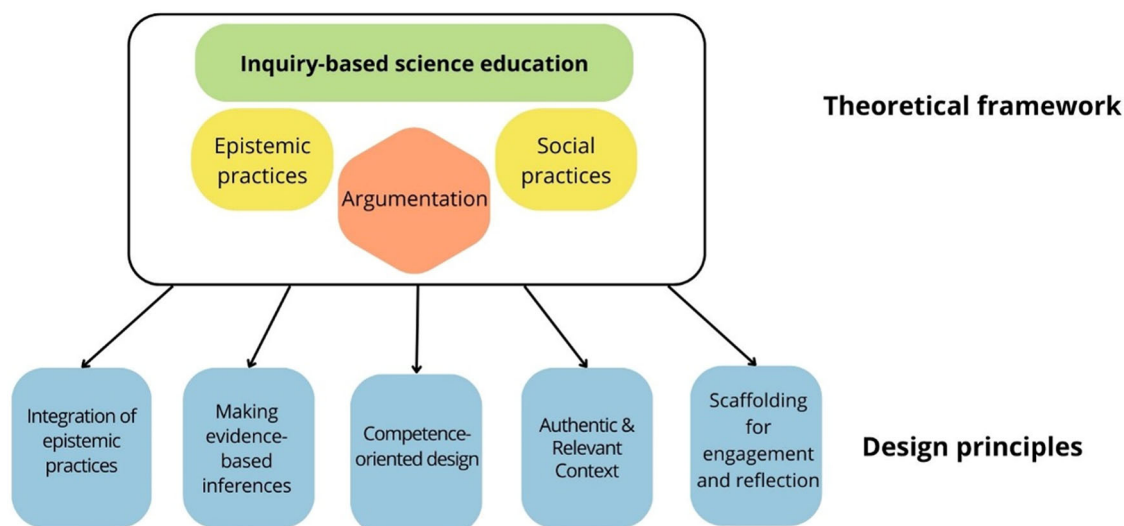 Inquiry-based science education
Theoretical framework
Epistemic
practices
Social
practices
Argumentation
Integration of
epistemic
practices
Making
evidence-
based
inferences
Competence-
oriented design
Authentic &
Relevant
Context
Scaffolding
for
engagement
and reflection
Design principles